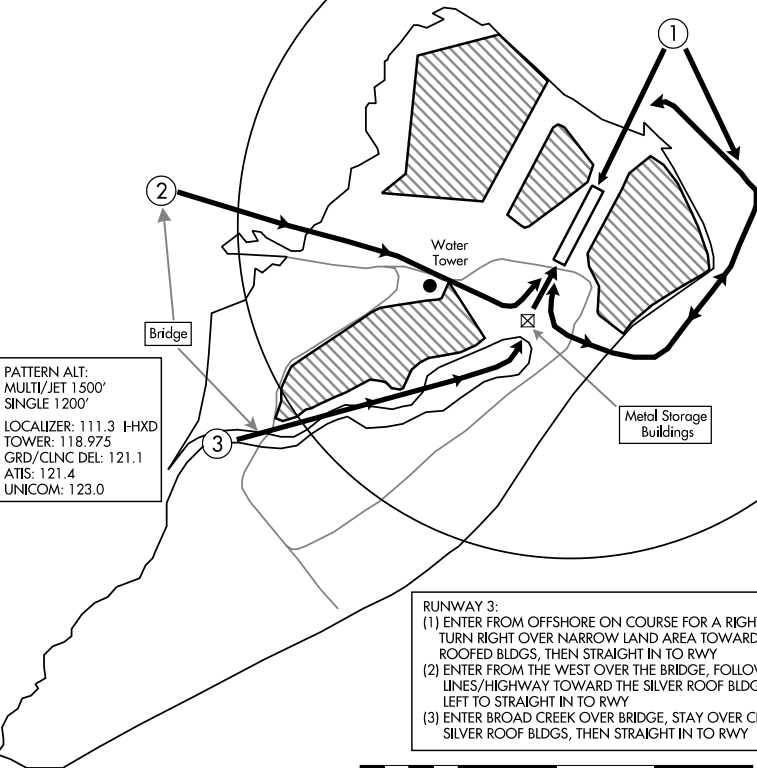 1
2
Water
Tower
Bridge
PATTERN ALT:
MULTI/JET 1500'
SINGLE 1200'
LOCALIZER: 111.3 I-HXD
TOWER: 118.975
GRD/CLNC DEL: 121.1
ATIS: 121.4
UNICOM: 123.0
3
Metal Storage
Buildings
RUNWAY 3:
(1) ENTER FROM OFFSHORE ON COURSE FOR A RIGHT
TURN RIGHT OVER NARROW LAND AREA TOWARD
ROOFED BLDGS, THEN STRAIGHT IN TO RWY
(2) ENTER FROM THE WEST OVER THE BRIDGE,
LINES/HIGHWAY TOWARD THE SILVER ROOF
LEFT TO STRAIGHT IN TO RWY
(3) ENTER BROAD CREEK OVER BRIDGE, STAY OVER
SILVER ROOF BLDGS, THEN STRAIGHT IN TO RWY